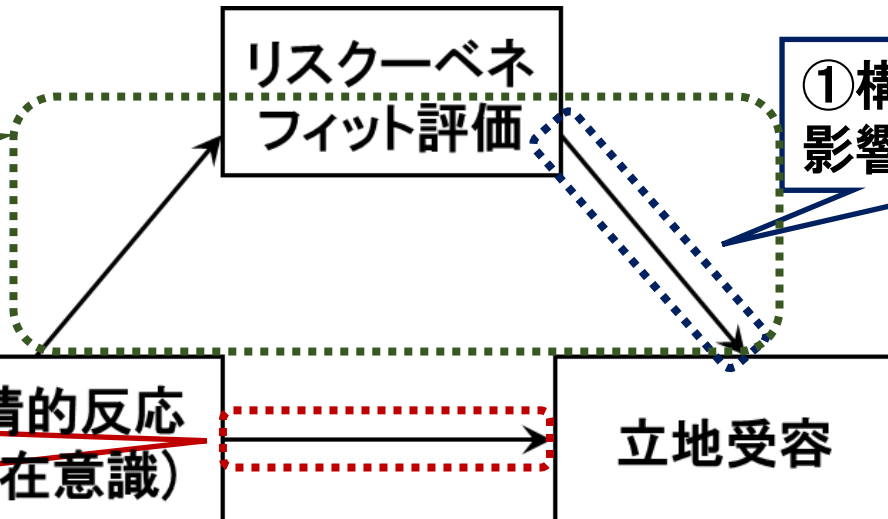 リスクーベネ
フィット評価
①構
影響
情的反応
在意識）
立地受容